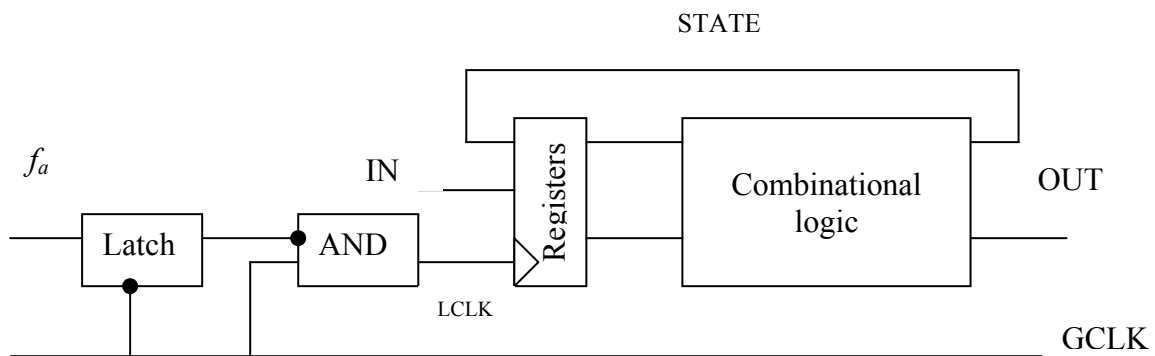 STATE
fa
IN
Registers
Combinational
logic
OUT
Latch
AND
LCLK
GCLK